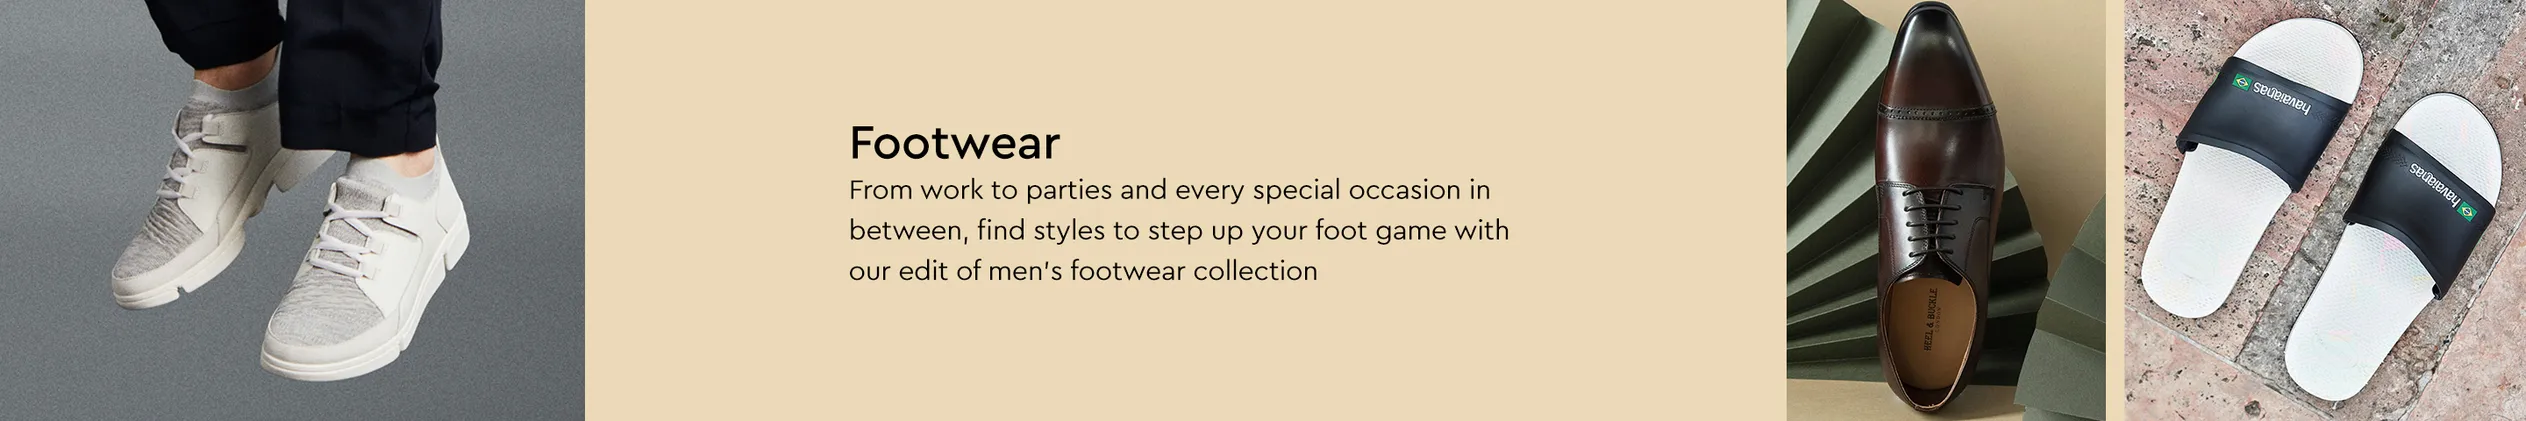 Footwear
From work to parties and every special occasion in
between, find styles to step up your foot game with
our edit of men's footwear collection
HEEL & BUCKLE
LONDON
havaianas
havaianas